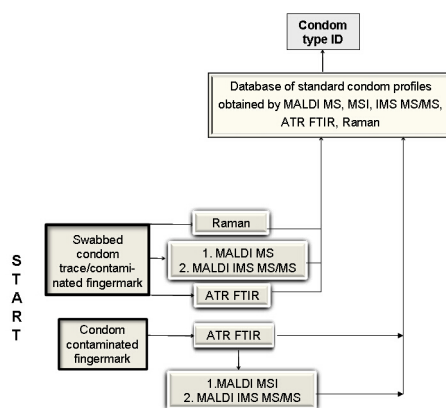 Condom
type ID
Database of standard condom profiles
obtained by MALDI MS, MSI, IMS MS/MS,
ATR FTIR, Raman
START
Swabbed
condom
trace/contami-
nated fingermark
Raman
1. MALDI MS
2. MALDI IMS MS/MS
ATR FTIR
Condom
contaminated
fingermark
ATR FTIR
1.MALDI MSI
2. MALDI IMS MS/MS